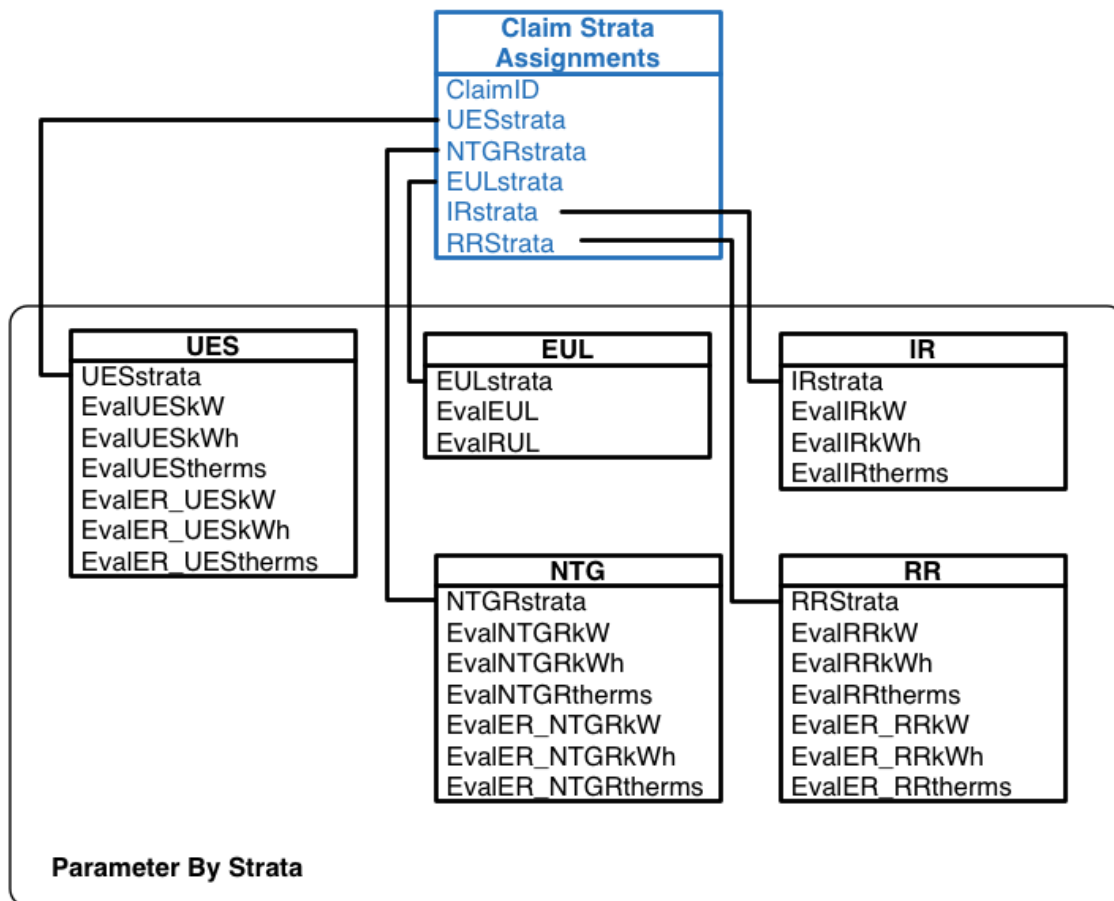 Claim Strata
Assignments
ClaimID
UESstrata
NTGRstrata
EULstrata
IRstrata
RRStrata
UES
UESstrata
EvalUESkW
EvalUESkWh
EvalUEStherms
EvalER_UESkW
EvalER_UESkWh
EvalER_UEStherms
EUL
EULstrata
EvalEUL
EvalRUL
IR
IRstrata
EvalIRkW
EvalIRkWh
EvalIRtherms
NTG
NTGRstrata
EvalNTGRkW
EvalNTGRkWh
EvalNTGRtherms
EvalER_NTGRkW
EvalER_NTGRkWh
EvalER_NTGRtherms
RR
RRStrata
EvalRRkW
EvalRRkWh
EvalRRtherms
EvalER_RRkW
EvalER_RRkWh
EvalER_RRtherms
Parameter By Strata